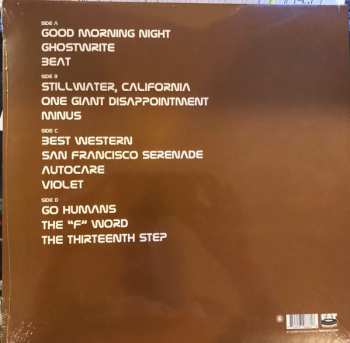 SIDE A
GOOD MORNING NIGHT
GHOSTWRITE
BEAT
SIDE B
STILLWATER, CALIFORNIA
ONE GIANT DISAPPOINTMENT
MINUS
SIDE C
BEST WESTERN
SAN FRANCISCO SERENADE
AUTOCARE
VIOLET
SIDE D
GO HUMANS
THE "F" WORD
THE THIRTEENTH STEP
FAT